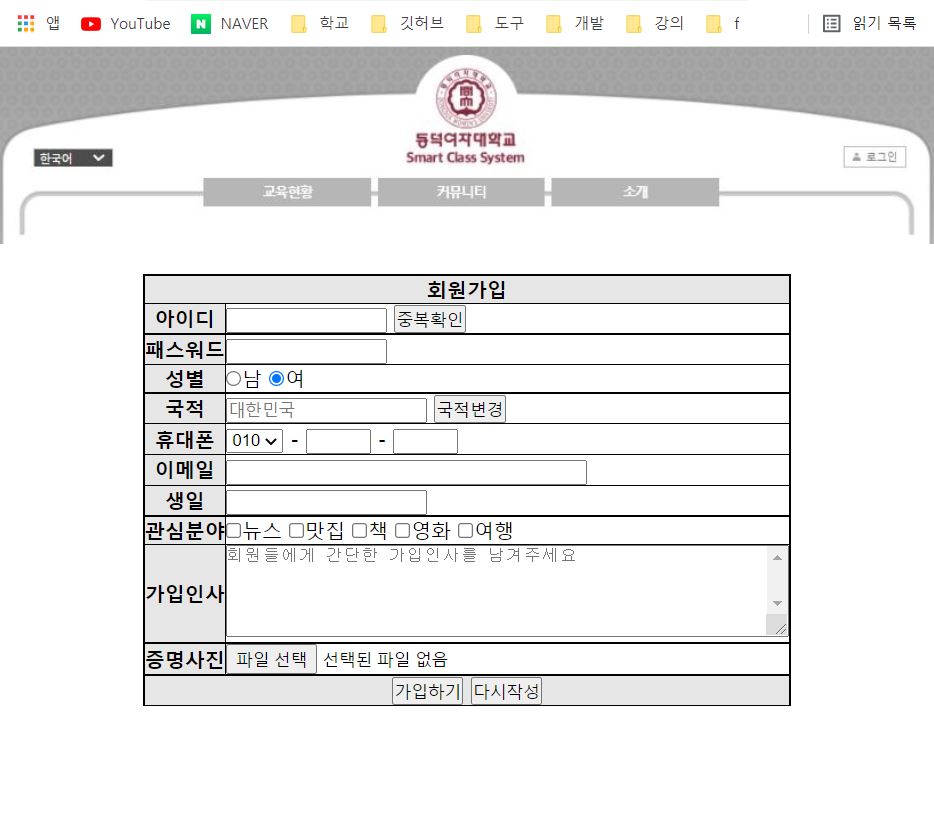 앱 YouTube NAVER 학교 깃허브 도구 개발 강의 f 읽기 목록
동덕여자대학교
Smart Class System
한국어 로그인
교육현황 커뮤니티 소개
회원가입
아이디 중복확인
패스워드
성별 남 여
국적 대한민국 국적변경
휴대폰 010 - -
이메일
생일
관심분야 뉴스 맛집 책 영화 여행
가입인사 회원들에게 간단한 가입인사를 남겨주세요
증명사진 파일 선택 선택된 파일 없음
가입하기 다시작성